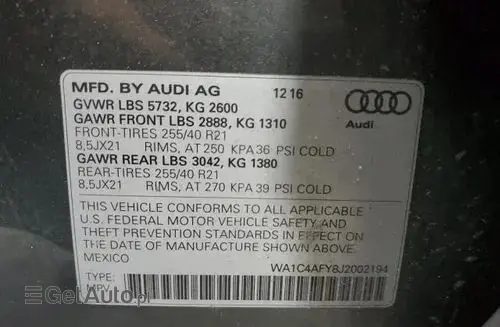 MFD. BY AUDI AG 12 16
GVWR LBS 5732, KG 2600
GAWR FRONT LBS 2888, KG 1310
FRONT-TIRES 255/40 R21
8,5JX21 RIMS, AT 250 KPA 36 PSI COLD
GAWR REAR LBS 3042, KG 1380
REAR-TIRES 255/40 R21
8,5JX21 RIMS, AT 270 KPA 39 PSI COLD
Audi
THIS VEHICLE CONFORMS TO ALL APPLICABLE
U.S. FEDERAL MOTOR VEHICLE SAFETY AND
THEFT PREVENTION STANDARDS IN EFFECT ON
THE DATE OF MANUFACTURE SHOWN ABOVE.
MEXICO WA1C4AFY8J2002194
TYPE:
MPV
GetAuto